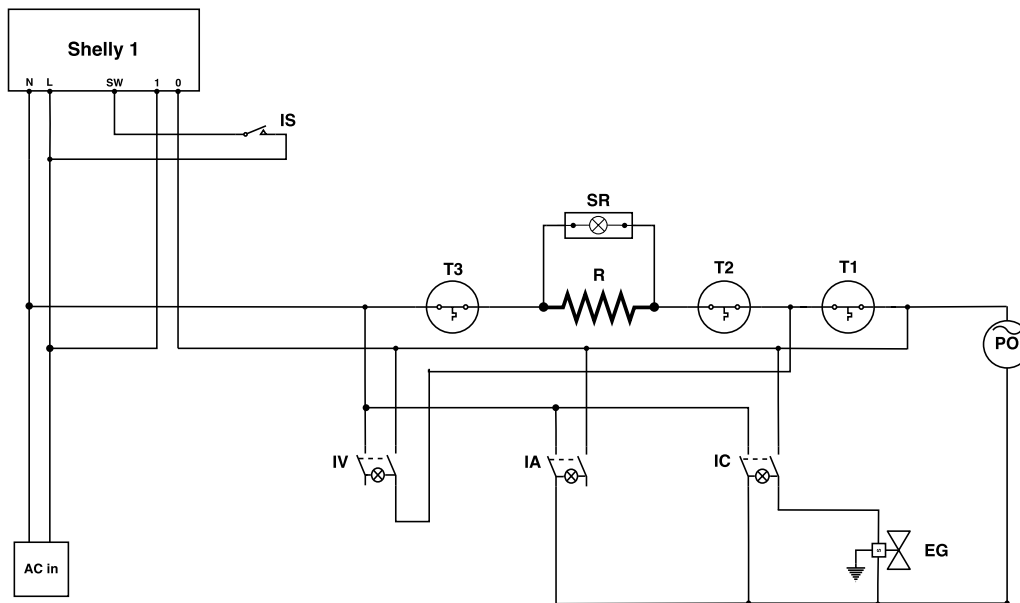 Shelly 1
N L SW 1 0
IS
SR
T3 R T2 T1
PO
IV IA IC
S
EG
AC in